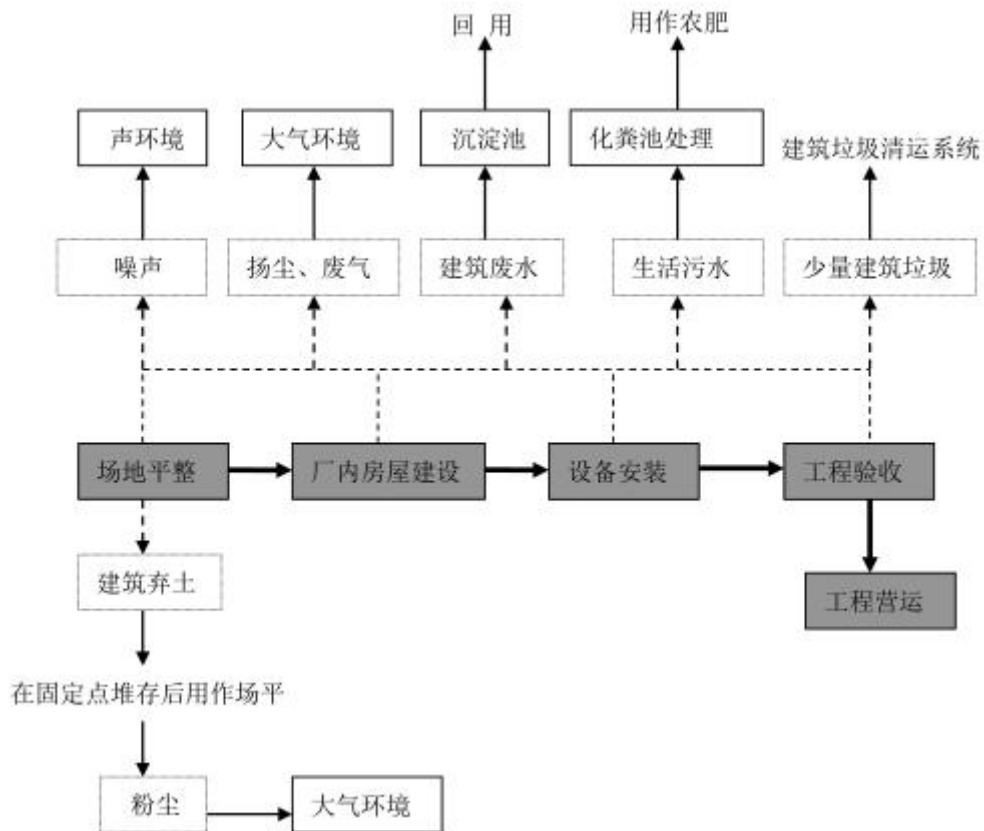 回 用
用作农肥
声环境
大气环境
沉淀池
化粪池处理
建筑垃圾清运系统
噪声
扬尘、废气
建筑废水
生活污水
少量建筑垃圾
场地平整
厂内房屋建设
设备安装
工程验收
建筑弃土
工程营运
在固定点堆存后用作场平
粉尘
大气环境